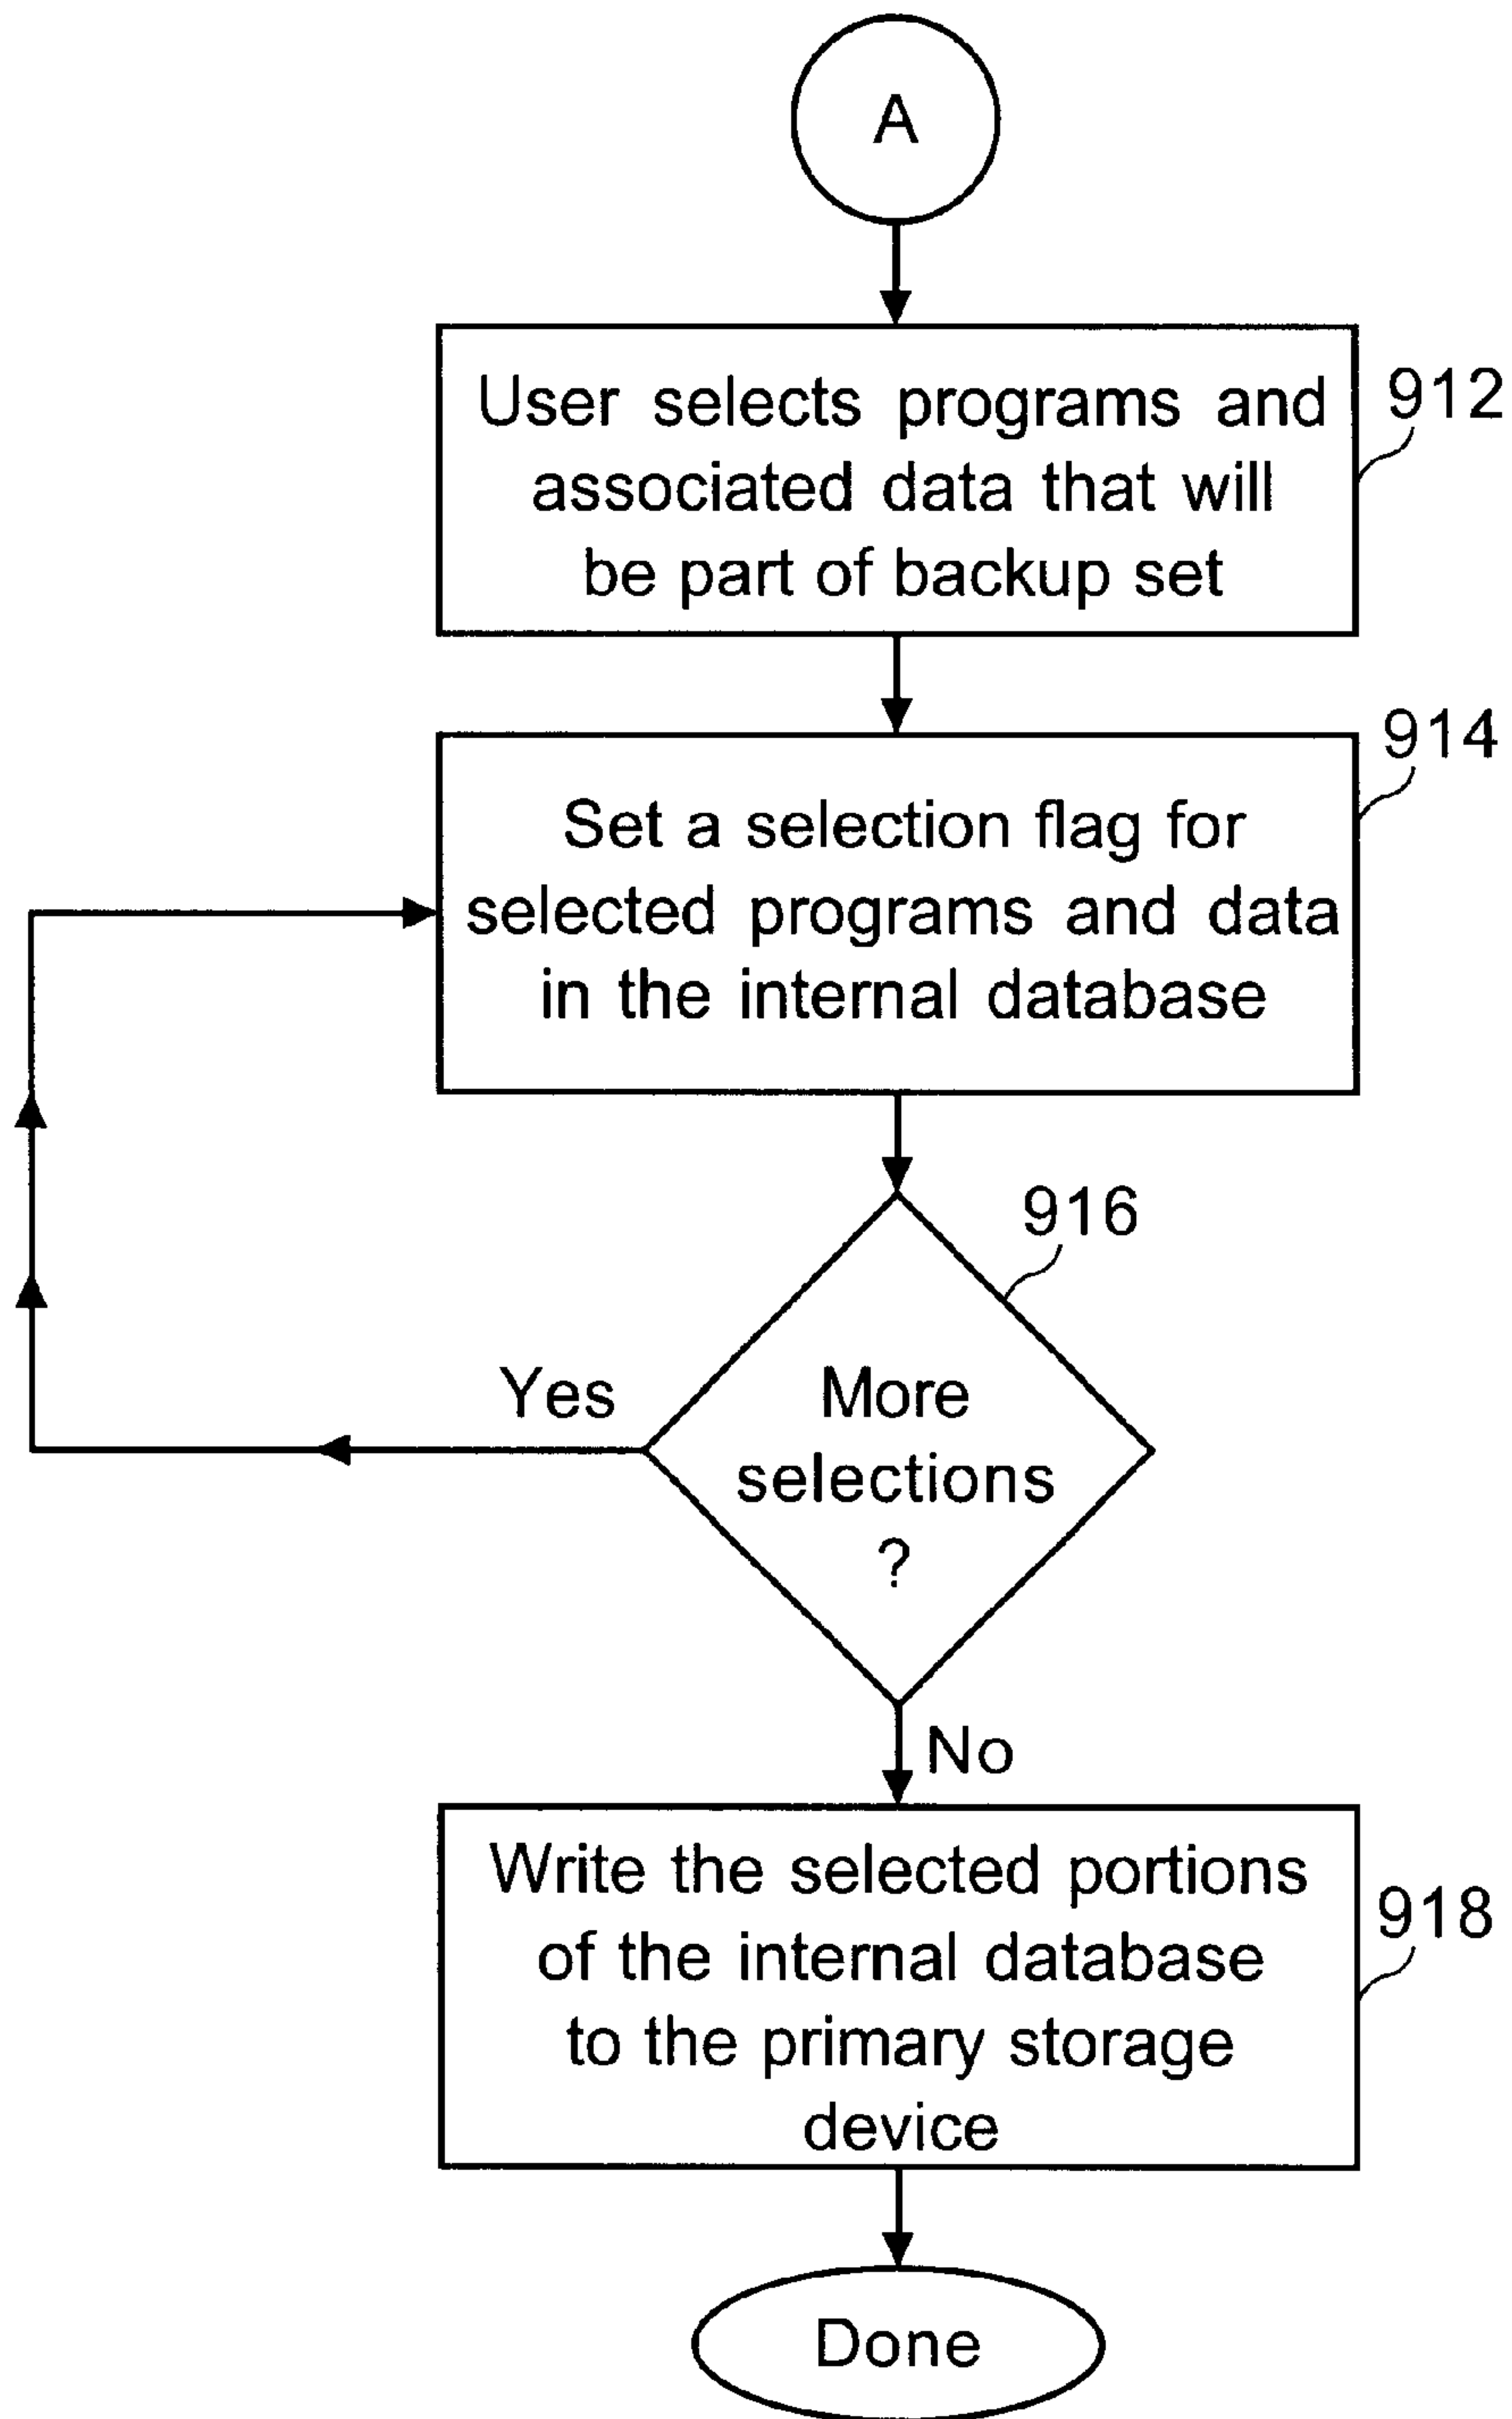 A
User selects programs and
associated data that will
be part of backup set
912
Set a selection flag for
selected programs and data
in the internal database
914
916
Yes
More
selections
?
No
Write the selected portions
of the internal database
to the primary storage
device
918
Done